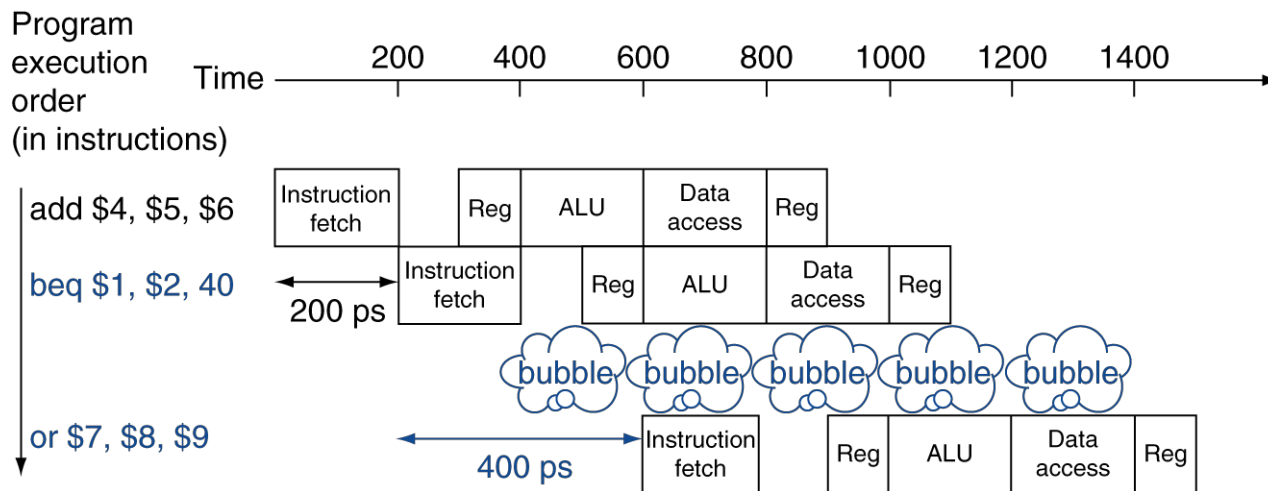 Program
execution
order
(in instructions)
Time
200 400 600 800 1000 1200 1400
add $4, $5, $6
Instruction
fetch
Reg
ALU
Data
access
Reg
beq $1, $2, 40
200 ps
Instruction
fetch
Reg
ALU
Data
access
Reg
bubble bubble bubble bubble bubble
or $7, $8, $9
400 ps
Instruction
fetch
Reg
ALU
Data
access
Reg